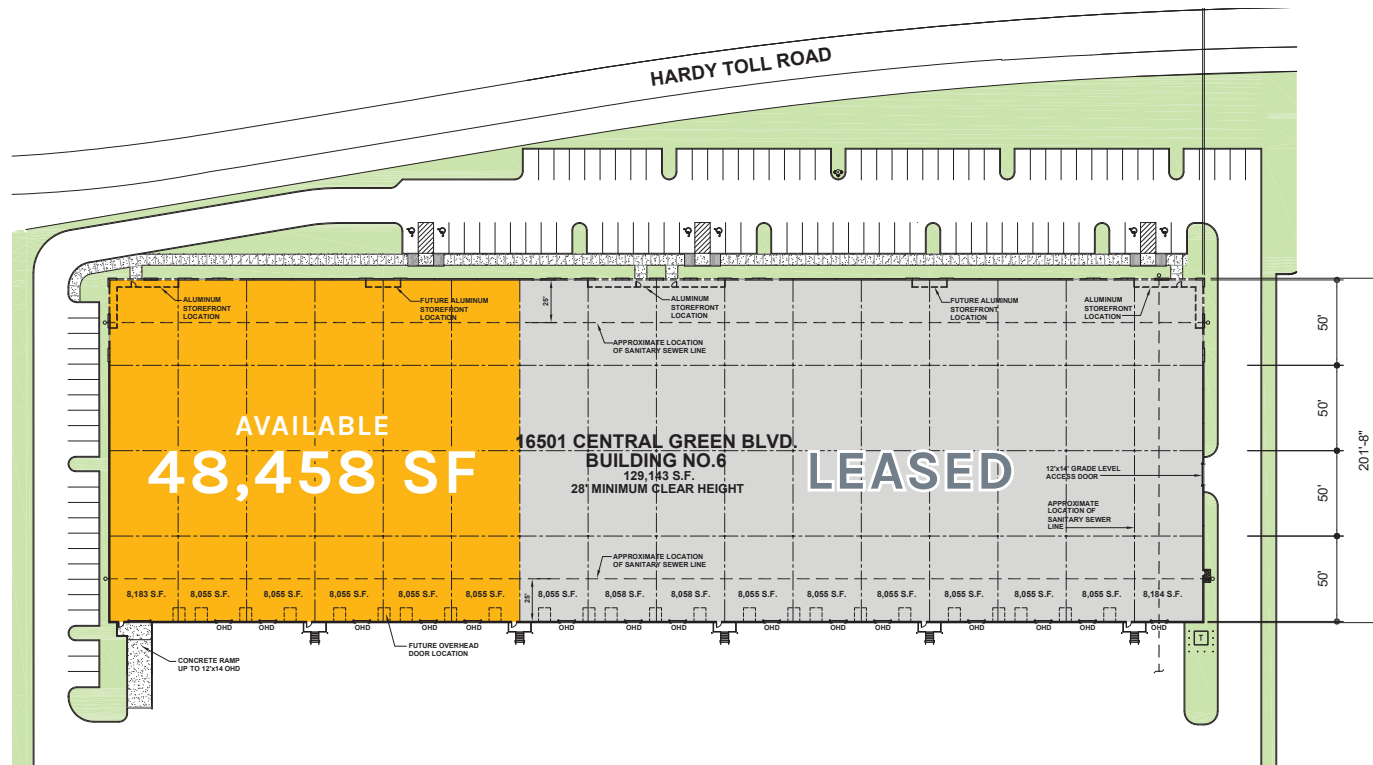 HARDY TOLL ROAD
ALUMINUM
STOREFRONT
LOCATION
FUTURE ALUMINUM
STOREFRONT
LOCATION
25'
ALUMINUM
STOREFRONT
LOCATION
FUTURE ALUMINUM
STOREFRONT
LOCATION
ALUMINUM
STOREFRONT
LOCATION
APPROXIMATE LOCATION
OF SANITARY SEWER LINE
50'
50'
50'
50'
201'-8"
AVAILABLE
48,458 SF
16501 CENTRAL GREEN BLVD.
BUILDING NO.6
129,143 S.F.
28' MINIMUM CLEAR HEIGHT
LEASED
12'x14' GRADE LEVEL
ACCESS DOOR
APPROXIMATE
LOCATION OF
SANITARY SEWER
LINE
APPROXIMATE LOCATION
OF SANITARY SEWER LINE
25'
8,183 S.F. 8,055 S.F. 8,055 S.F. 8,055 S.F. 8,055 S.F. 8,055 S.F. 8,055 S.F. 8,058 S.F. 8,058 S.F. 8,055 S.F. 8,055 S.F. 8,055 S.F. 8,055 S.F. 8,055 S.F. 8,055 S.F. 8,184 S.F.
OHD OHD OHD OHD OHD OHD OHD OHD OHD OHD OHD
T
FUTURE OVERHEAD
DOOR LOCATION
CONCRETE RAMP
UP TO 12'x14 OHD